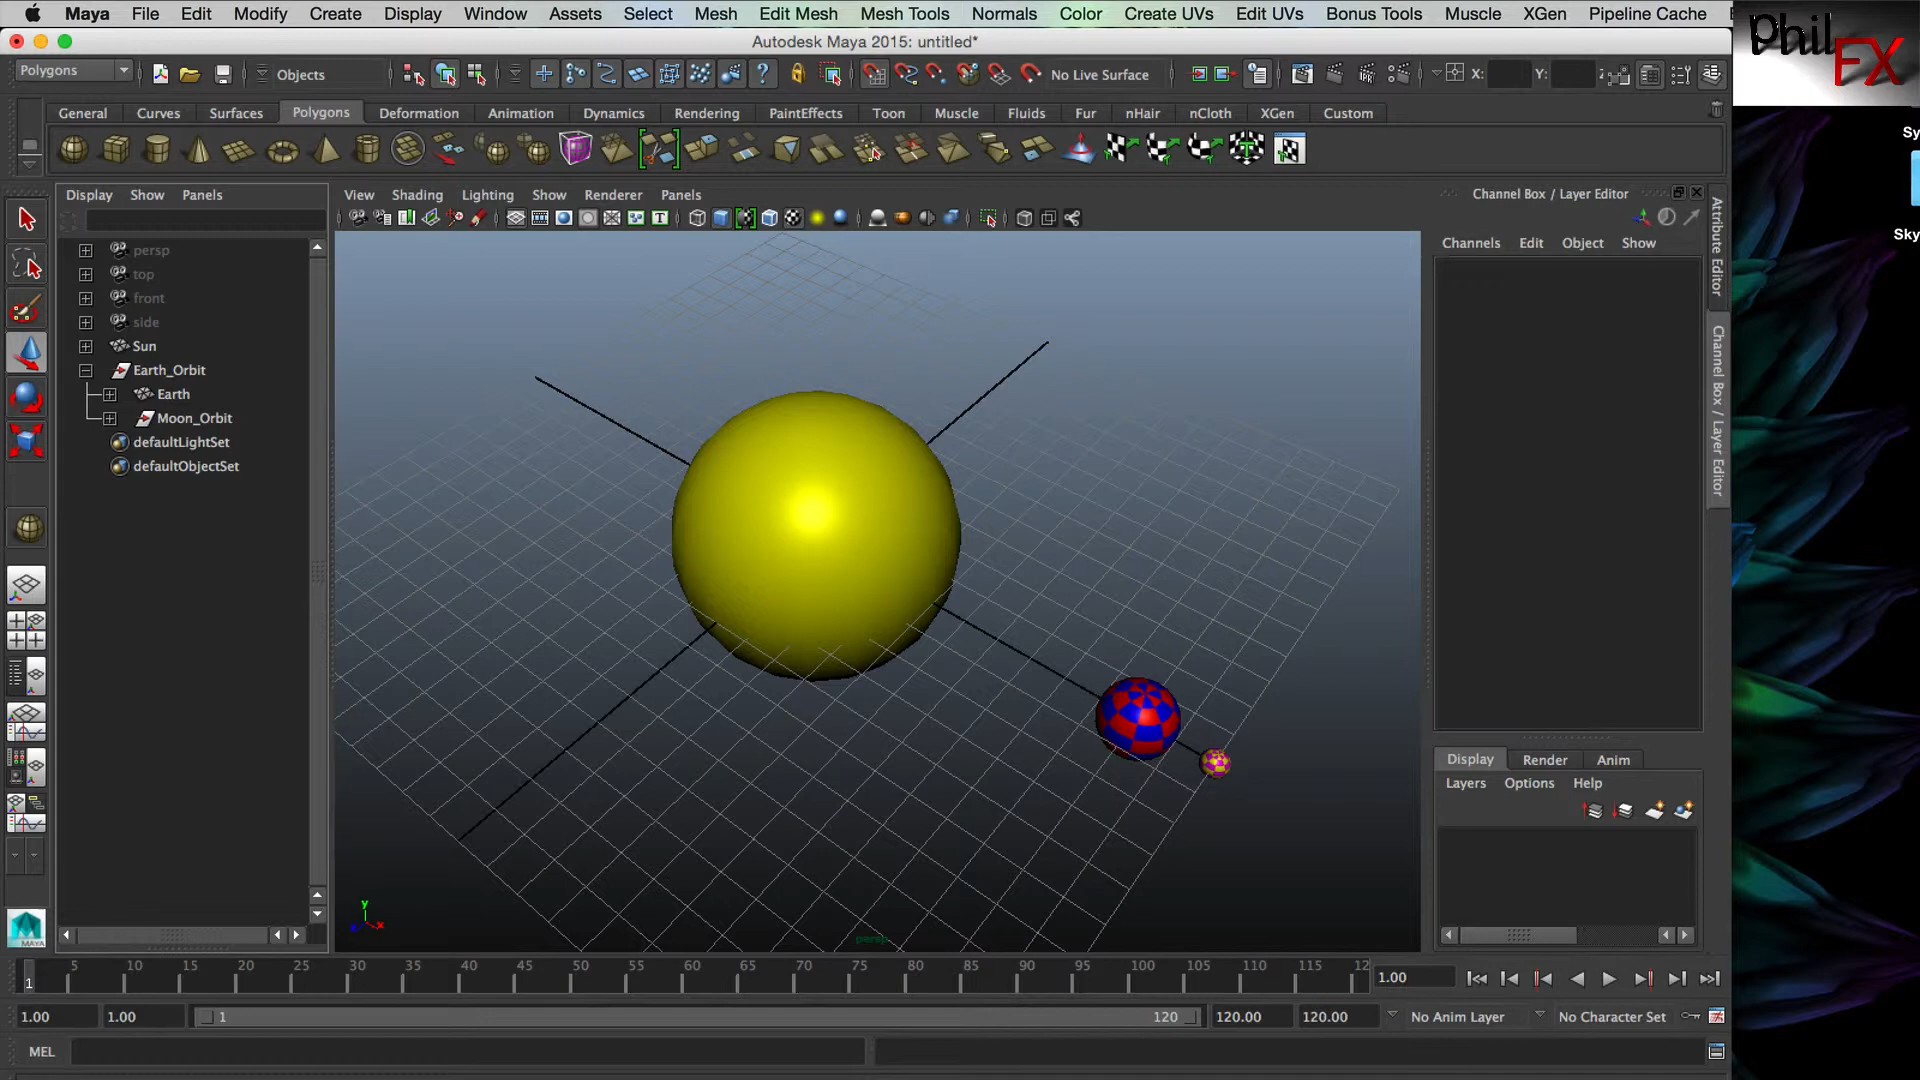 Maya File Edit Modify Create Display Window Assets Select Mesh Edit Mesh Mesh Tools Normals Color Create UVs Edit UVs Bonus Tools Muscle XGen Pipeline Cache
Autodesk Maya 2015: untitled*
Phil FX
Polygons Objects No Live Surface X: Y:
General Curves Surfaces Polygons Deformation Animation Dynamics Rendering PaintEffects Toon Muscle Fluids Fur nHair nCloth XGen Custom
Sy
Display Show Panels View Shading Lighting Show Renderer Panels Channel Box / Layer Editor
Sky
Channels Edit Object Show
Attribute Editor
Channel Box / Layer Editor
persp
top
front
side
Sun
Earth_Orbit
Earth
Moon_Orbit
defaultLightSet
defaultObjectSet
Display Render Anim
Layers Options Help
y
x
persp
MAYA
1 5 10 15 20 25 30 35 40 45 50 55 60 65 70 75 80 85 90 95 100 105 110 115 12 1.00
1.00 1.00 1 120 120.00 120.00 No Anim Layer No Character Set
MEL